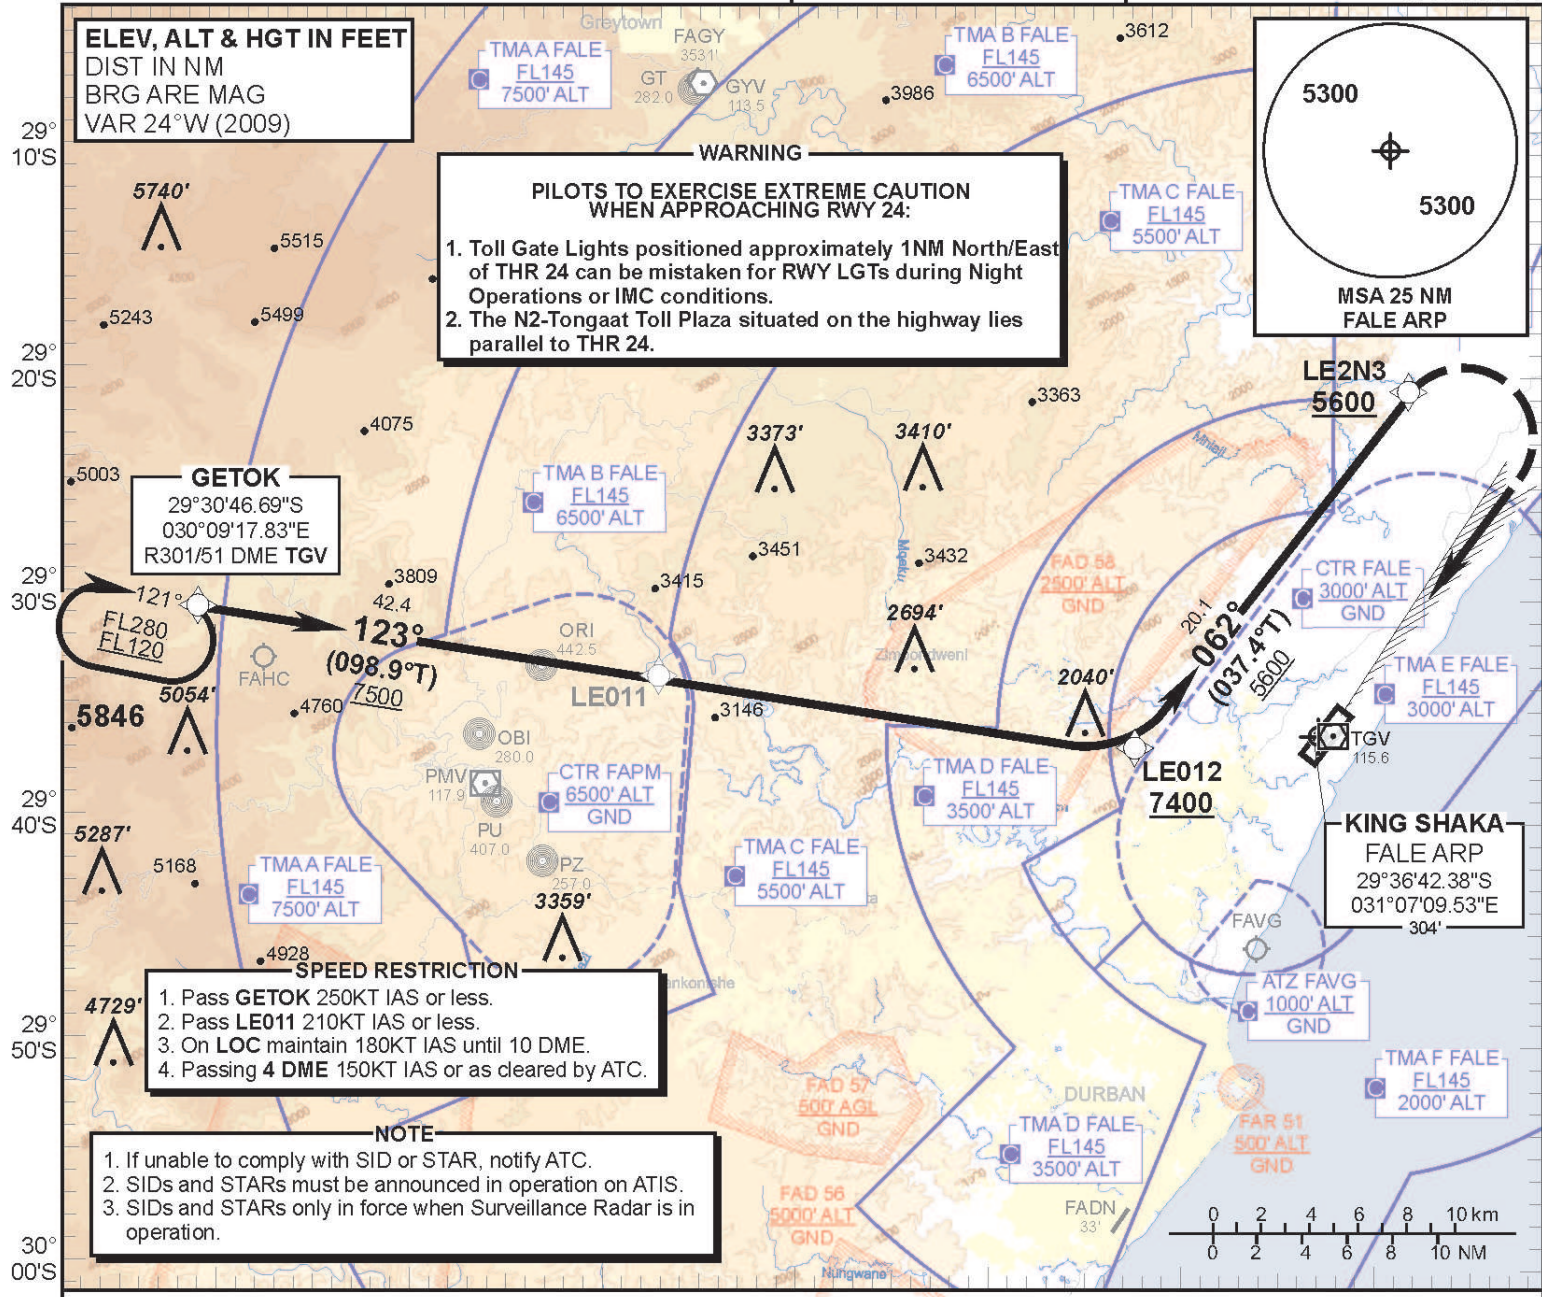 ELEV, ALT & HGT IN FEET
DIST IN NM
BRG ARE MAG
VAR 24°W (2009)
Greytown
FAGY
3531'
GT
282.0
GYV
113.5
TMA A FALE
FL145
7500' ALT
C
TMA B FALE
FL145
6500' ALT
C
3612
3986
5300
5300
MSA 25 NM
FALE ARP
29°
10'S
WARNING
PILOTS TO EXERCISE EXTREME CAUTION
WHEN APPROACHING RWY 24:
1. Toll Gate Lights positioned approximately 1NM North/East
of THR 24 can be mistaken for RWY LGTs during Night
Operations or IMC conditions.
2. The N2-Tongaat Toll Plaza situated on the highway lies
parallel to THR 24.
TMA C FALE
FL145
5500' ALT
C
5740'
5515
5243
5499
29°
20'S
LE2N3
5600
3363
4075
3373'
3410'
5003
GETOK
29°30'46.69"S
030°09'17.83"E
R301/51 DME TGV
TMA B FALE
FL145
6500' ALT
C
Mqeku
3451
3432
FAD 58
2500' ALT
GND
CTR FALE
3000' ALT
GND
C
29°
30'S
121°
FL280
FL120
3809
42.4
123°
(098.9°T)
7500
3415
ORI
442.5
LE011
2694'
20.1
062°
(037.4°T)
5600
FAHC
5054'
5846
4760
3146
2040'
TMA E FALE
FL145
3000' ALT
C
TGV
115.6
OBI
280.0
PMV
117.9
PU
407.0
PZ
257.0
CTR FAPM
6500' ALT
GND
C
TMA D FALE
FL145
3500' ALT
C
LE012
7400
29°
40'S
KING SHAKA
FALE ARP
29°36'42.38"S
031°07'09.53"E
304'
5287'
5168
TMA A FALE
FL145
7500' ALT
C
TMA C FALE
FL145
5500' ALT
C
3359'
FAVG
4928
ATZ FAVG
1000' ALT
GND
C
4729'
SPEED RESTRICTION
1. Pass GETOK 250KT IAS or less.
2. Pass LE011 210KT IAS or less.
3. On LOC maintain 180KT IAS until 10 DME.
4. Passing 4 DME 150KT IAS or as cleared by ATC.
29°
50'S
FAD 57
500' AGL
GND
DURBAN
TMA F FALE
FL145
2000' ALT
C
FAR 51
500' ALT
GND
TMA D FALE
FL145
3500' ALT
C
NOTE
1. If unable to comply with SID or STAR, notify ATC.
2. SIDs and STARs must be announced in operation on ATIS.
3. SIDs and STARs only in force when Surveillance Radar is in
operation.
FAD 56
5000' ALT
GND
FADN
33'
0 2 4 6 8 10 km
0 2 4 6 8 10 NM
30°
00'S
Nungwane